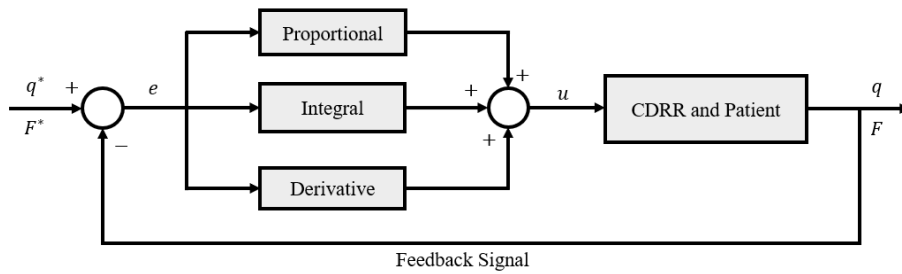 Proportional
q*
+
e
+
+
u
q
Integral
CDRR and Patient
F*
−
+
F
Derivative
Feedback Signal